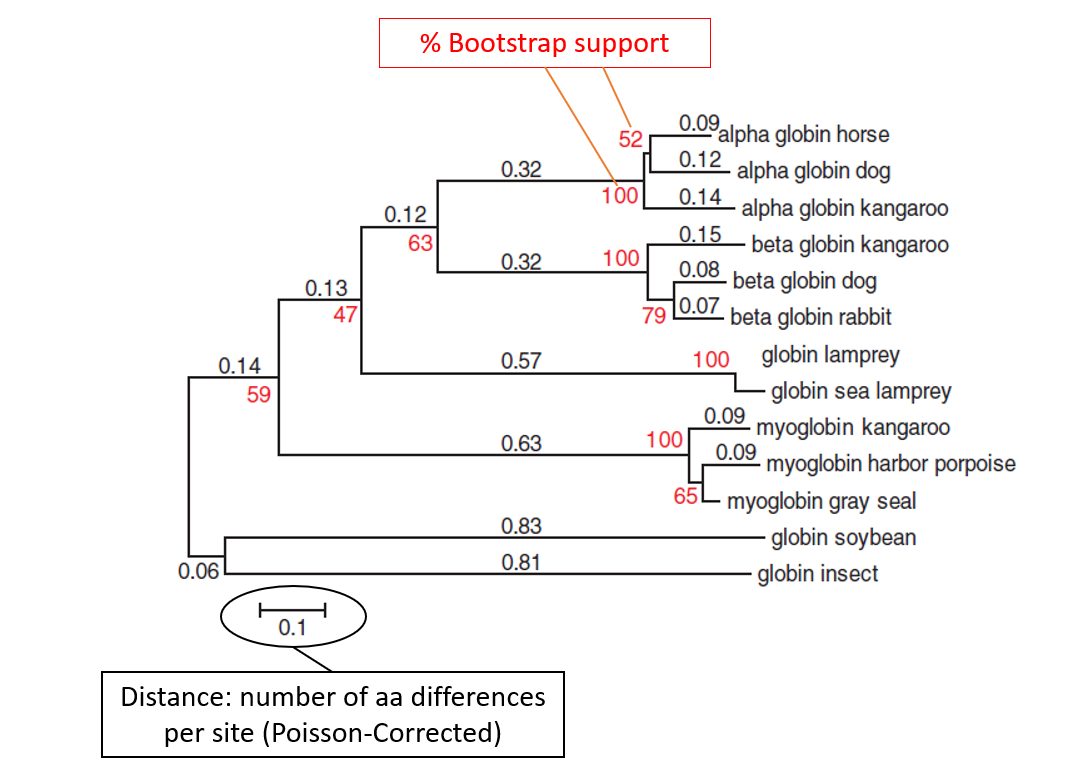 % Bootstrap support
0.09
52
alpha globin horse
0.12
alpha globin dog
0.32
100
0.14
alpha globin kangaroo
0.12
63
0.15
beta globin kangaroo
0.32
100
0.08
beta globin dog
0.13
0.07
79
beta globin rabbit
47
globin lamprey
0.57
100
0.14
globin sea lamprey
59
0.09
myoglobin kangaroo
0.63
100
0.09
myoglobin harbor porpoise
65
myoglobin gray seal
0.83
globin soybean
0.81
0.06
globin insect
0.1
Distance: number of aa differences
per site (Poisson-Corrected)